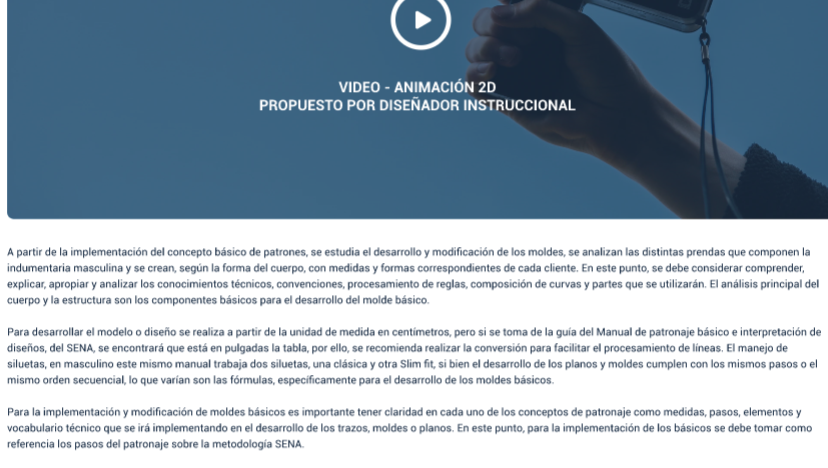 VIDEO - ANIMACIÓN 2D
PROPUESTO POR DISEÑADOR INSTRUCCIONAL
A partir de la implementación del concepto básico de patrones, se estudia el desarrollo y modificación de los moldes, se analizan las distintas prendas que componen la
indumentaria masculina y se crean, según la forma del cuerpo, con medidas y formas correspondientes de cada cliente. En este punto, se debe considerar comprender,
explicar, apropiar y analizar los conocimientos técnicos, convenciones, procesamiento de reglas, composición de curvas y partes que se utilizarán. El análisis principal del
cuerpo y la estructura son los componentes básicos para el desarrollo del molde básico.
Para desarrollar el modelo o diseño se realiza a partir de la unidad de medida en centímetros, pero si se toma de la guía del Manual de patronaje básico e interpretación de
diseños, del SENA, se encontrará que está en pulgadas la tabla, por ello, se recomienda realizar la conversión para facilitar el procesamiento de líneas. El manejo de
siluetas, en masculino este mismo manual trabaja dos siluetas, una clásica y otra Slim fit, si bien el desarrollo de los planos y moldes cumplen con los mismos pasos o el
mismo orden secuencial, lo que varían son las fórmulas, específicamente para el desarrollo de los moldes básicos.
Para la implementación y modificación de moldes básicos es importante tener claridad en cada uno de los conceptos de patronaje como medidas, pasos, elementos y
vocabulario técnico que se irá implementando en el desarrollo de los trazos, moldes o planos. En este punto, para la implementación de los básicos se debe tomar como
referencia los pasos del patronaje sobre la metodología SENA.